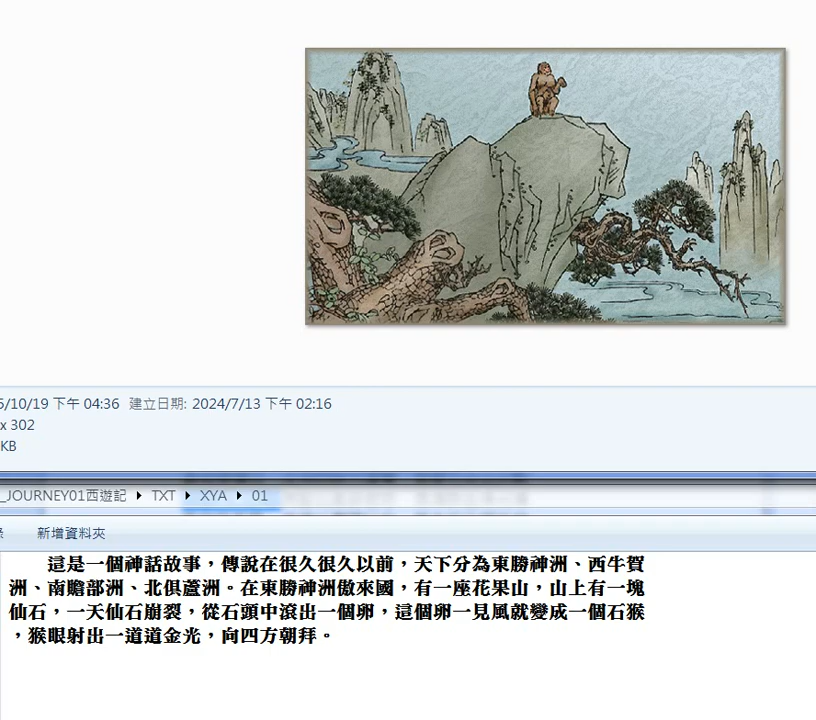 5/10/19 下午 04:36 建立日期: 2024/7/13 下午 02:16
x 302
KB
_JOURNEY01西遊記 TXT XYA 01
新增資料夾
這是一個神話故事，傳說在很久很久以前，天下分為東勝神洲、西牛賀
洲、南贍部洲、北俱蘆洲。在東勝神洲傲來國，有一座花果山，山上有一塊
仙石，一天仙石崩裂，從石頭中滾出一個卵，這個卵一見風就變成一個石猴
，猴眼射出一道道金光，向四方朝拜。